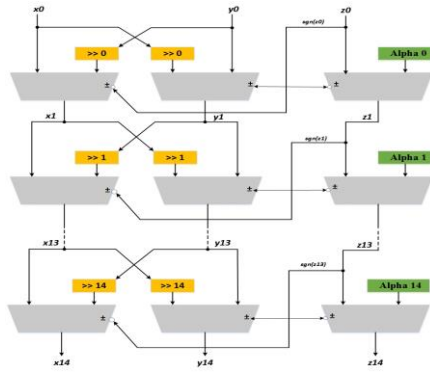 x0 y0 z0
>> 0 >> 0 sgn(z0) Alpha 0
± ± ±
x1 y1 z1
>> 1 >> 1 sgn(z1) Alpha 1
± ± ±
x13 y13 z13
>> 14 >> 14 sgn(z13) Alpha 14
± ± ±
x14 y14 z14